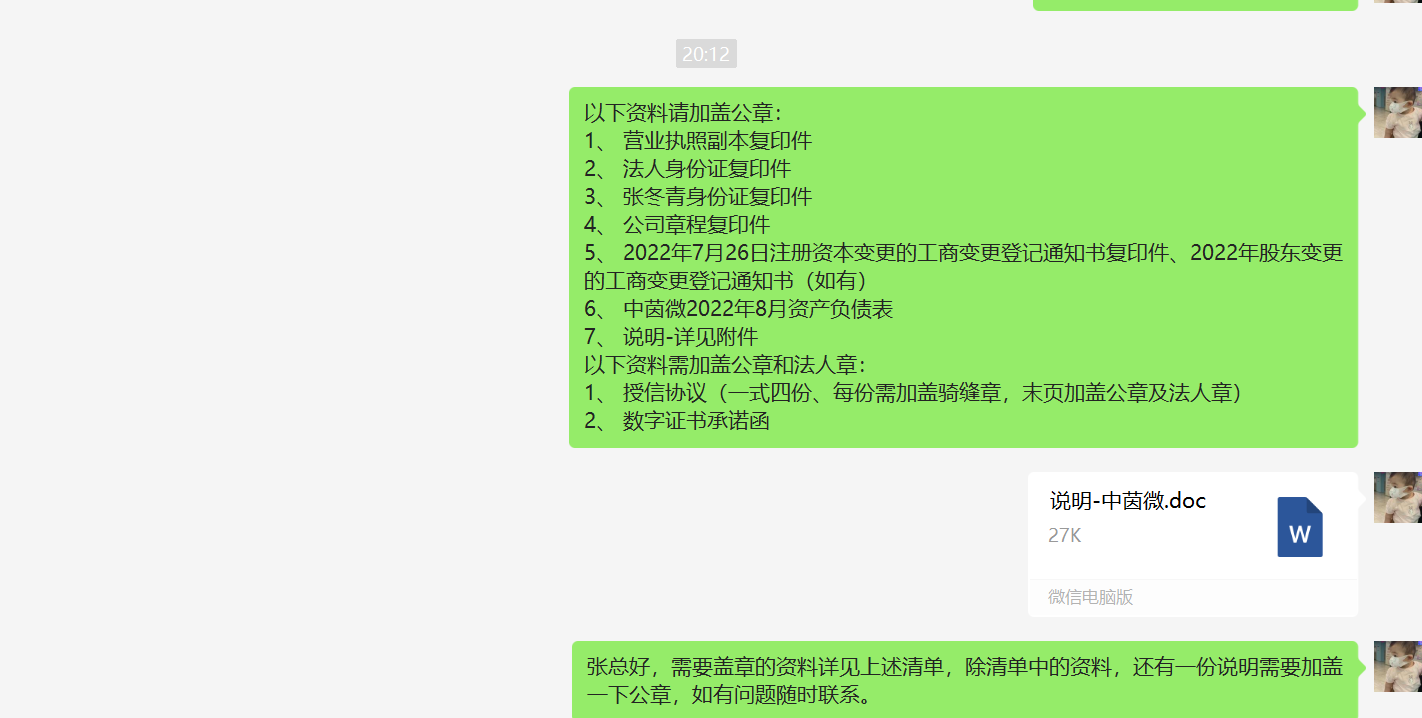 20:12
以下资料请加盖公章：
1、 营业执照副本复印件
2、 法人身份证复印件
3、 张冬青身份证复印件
4、 公司章程复印件
5、 2022年7月26日注册资本变更的工商变更登记通知书复印件、2022年股东变更
的工商变更登记通知书（如有）
6、 中茵微2022年8月资产负债表
7、 说明-详见附件
以下资料需加盖公章和法人章：
1、 授信协议（一式四份、每份需加盖骑缝章，末页加盖公章及法人章）
2、 数字证书承诺函
说明-中茵微.doc
27K
W
微信电脑版
张总好，需要盖章的资料详见上述清单，除清单中的资料，还有一份说明需要加盖
一下公章，如有问题随时联系。